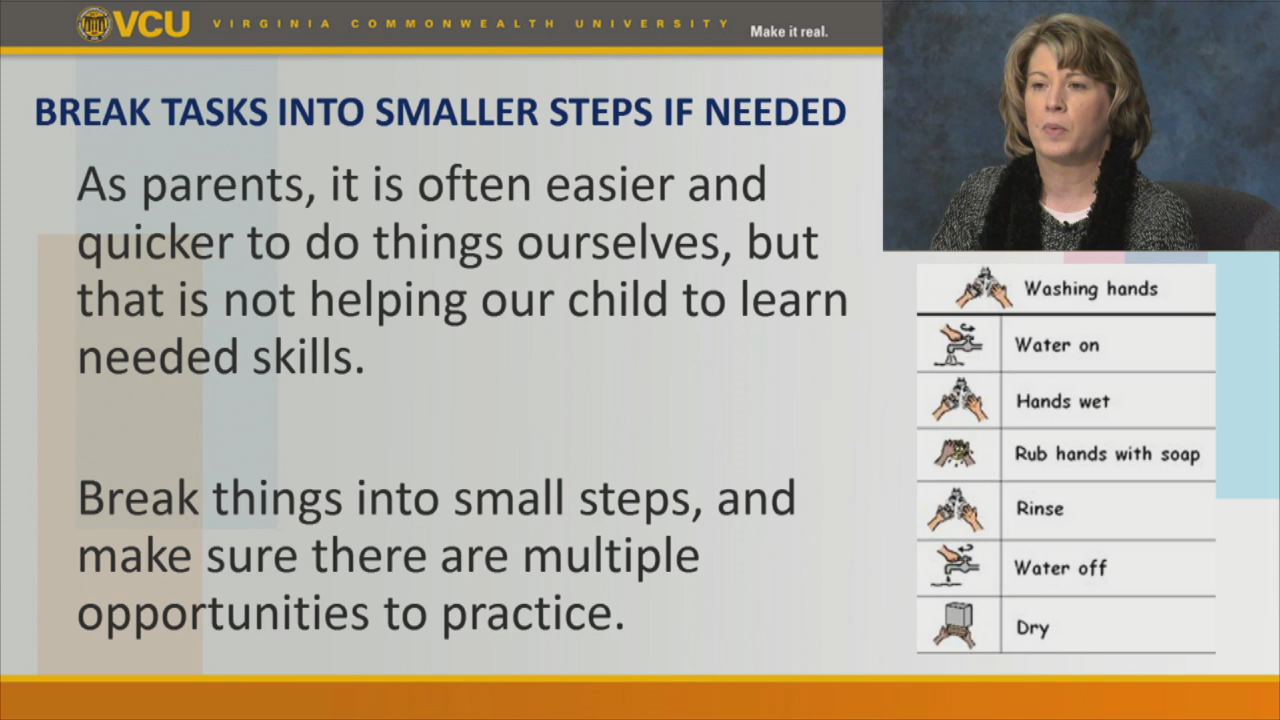 VCU VIRGINIA COMMONWEALTH UNIVERSITY Make it real.
BREAK TASKS INTO SMALLER STEPS IF NEEDED
As parents, it is often easier and
quicker to do things ourselves, but
that is not helping our child to learn
needed skills.
Break things into small steps, and
make sure there are multiple
opportunities to practice.
Washing hands
Water on
Hands wet
Rub hands with soap
Rinse
Water off
Dry